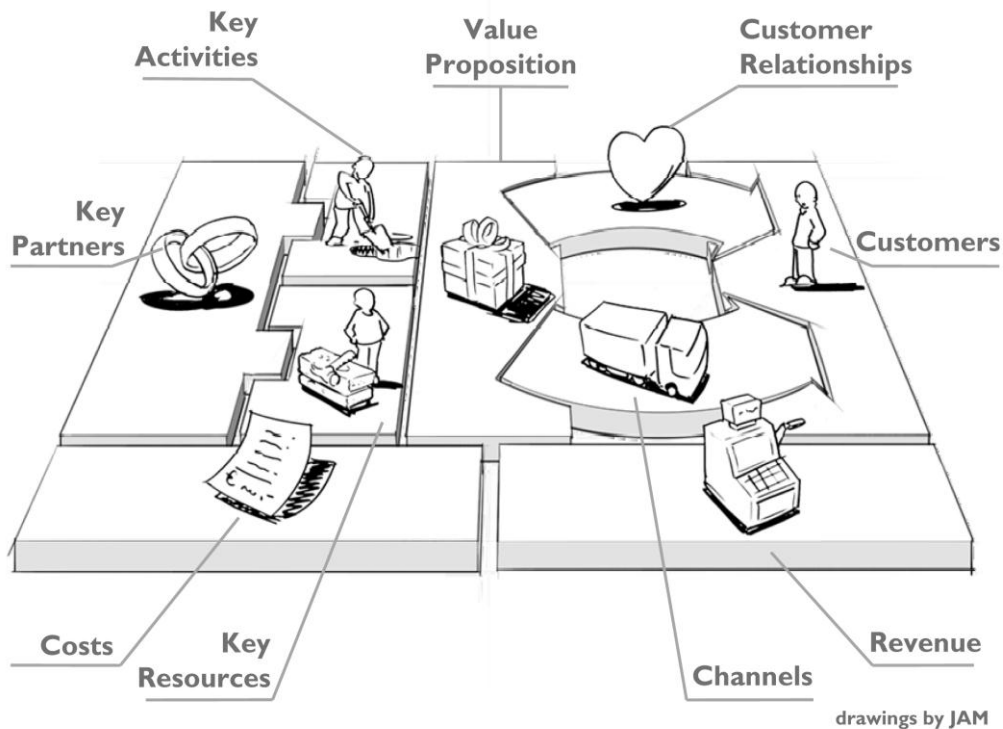 Key
Activities
Value
Proposition
Customer
Relationships
Key
Partners
Customers
Costs
Key
Resources
Channels
Revenue
drawings by JAM